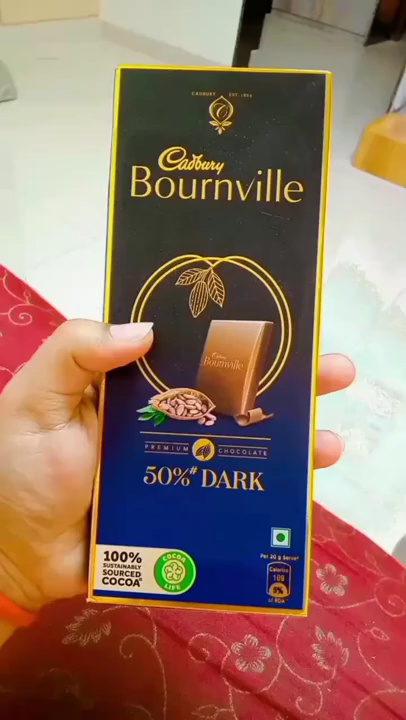 CADBURY EST. 1824
Cadbury
Bournville
Cadbury
Bournville
PREMIUM CHOCOLATE
50%# DARK
100%
SUSTAINABLY
SOURCED
COCOA
COCOA
LIFE
Per 20 g Serve*
Calories
109
of RDA